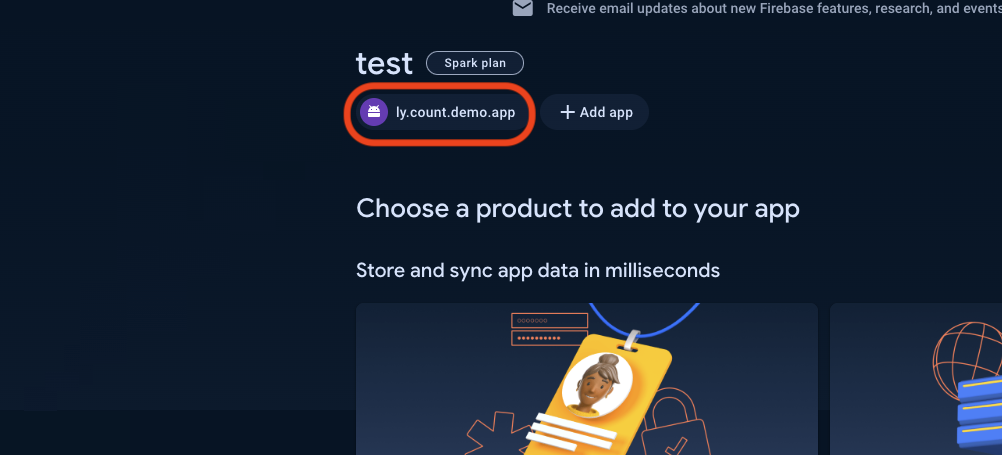 Receive email updates about new Firebase features, research, and events
test
Spark plan
ly.count.demo.app
Add app
Choose a product to add to your app
Store and sync app data in milliseconds